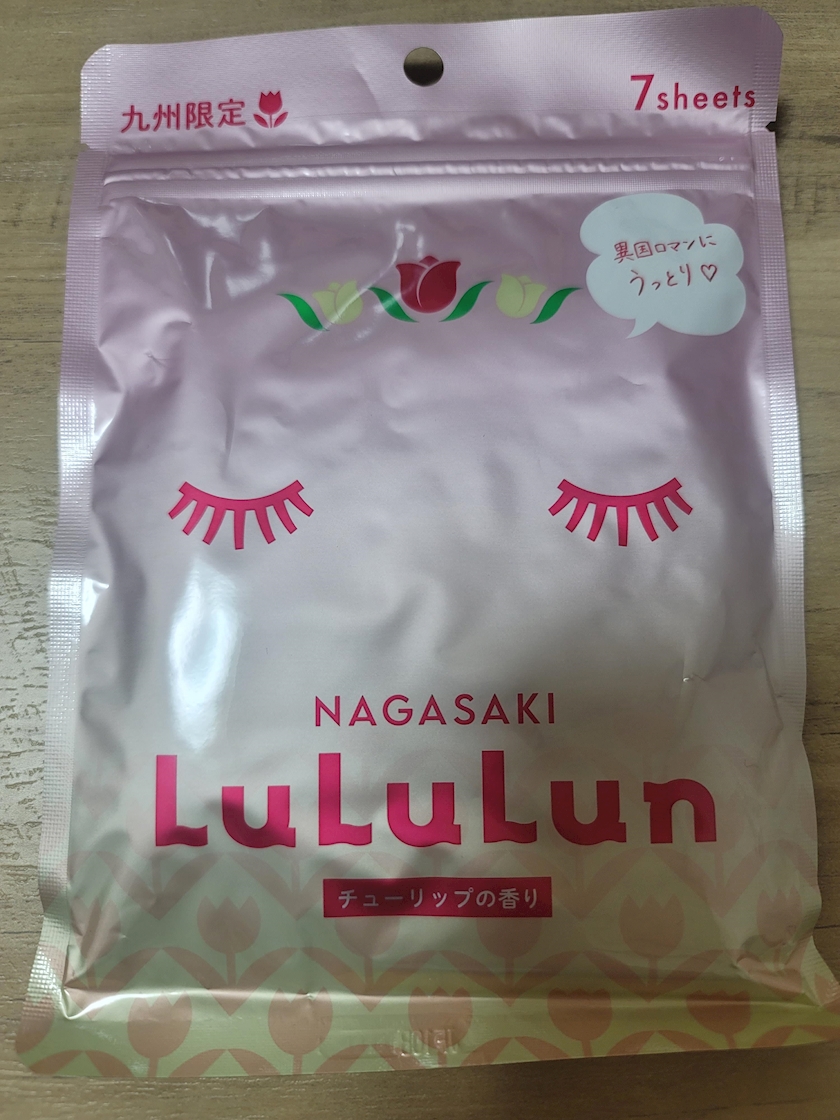 九州限定
7sheets
異国ロマンに
うっとり♡
NAGASAKI
LuLuLun
チューリップの香り